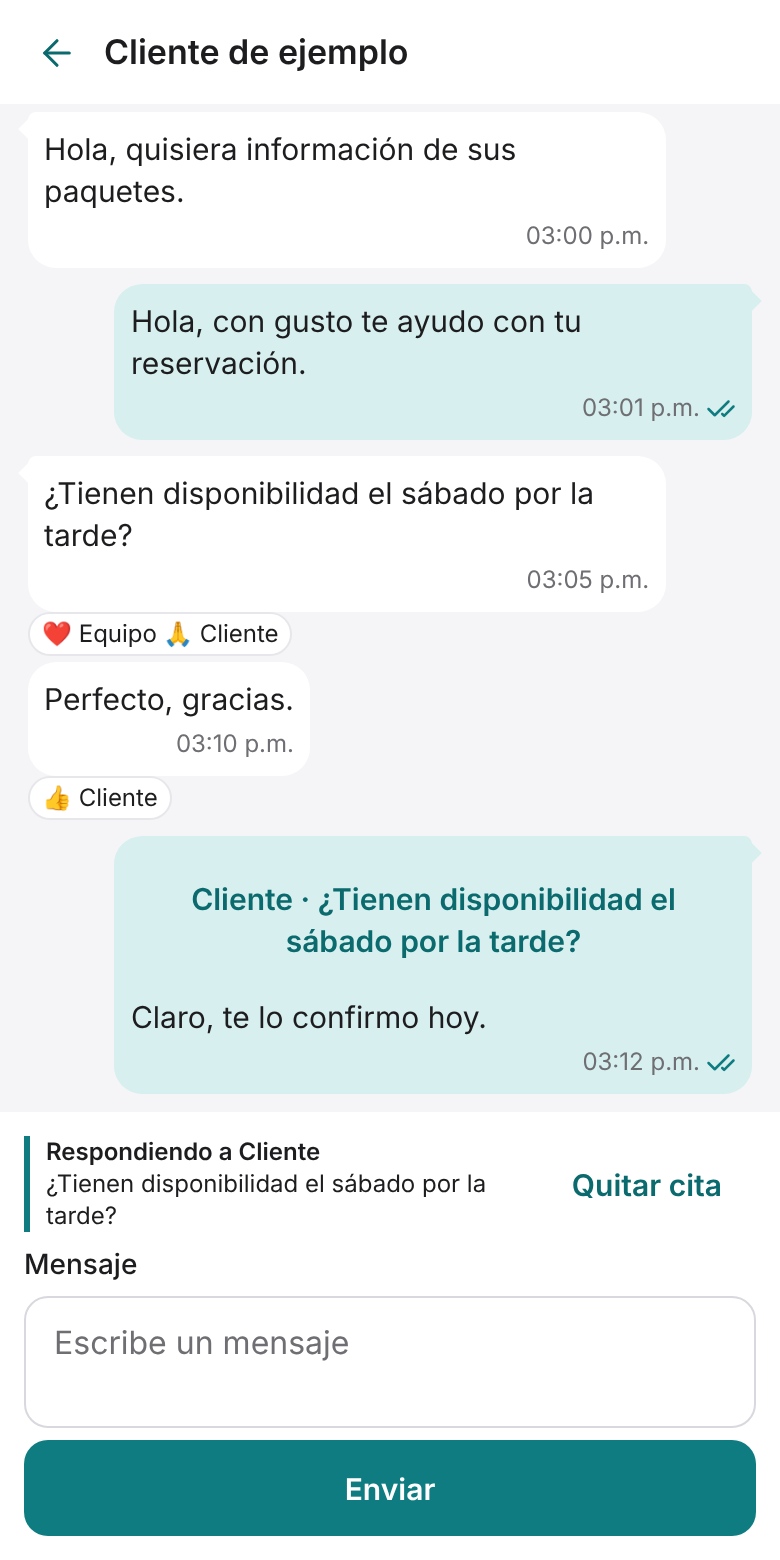 Cliente de ejemplo
Hola, quisiera información de sus
paquetes.
03:00 p.m.
Hola, con gusto te ayudo con tu
reservación.
03:01 p.m.
¿Tienen disponibilidad el sábado por la
tarde?
03:05 p.m.
❤️ Equipo 🙏 Cliente
Perfecto, gracias.
03:10 p.m.
👍 Cliente
Cliente · ¿Tienen disponibilidad el
sábado por la tarde?
Claro, te lo confirmo hoy.
03:12 p.m.
Respondiendo a Cliente
¿Tienen disponibilidad el sábado por la
tarde?
Quitar cita
Mensaje
Escribe un mensaje
Enviar